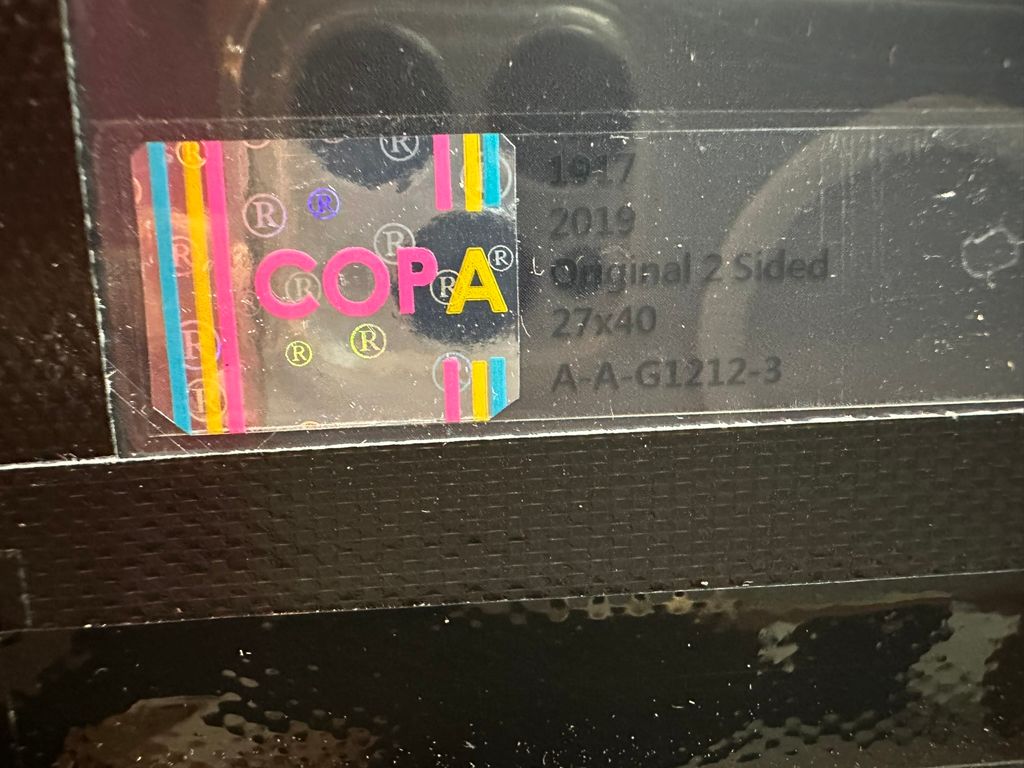 COPA®
1917
2019
Original 2 Sided
27x40
A-A-G1212-3